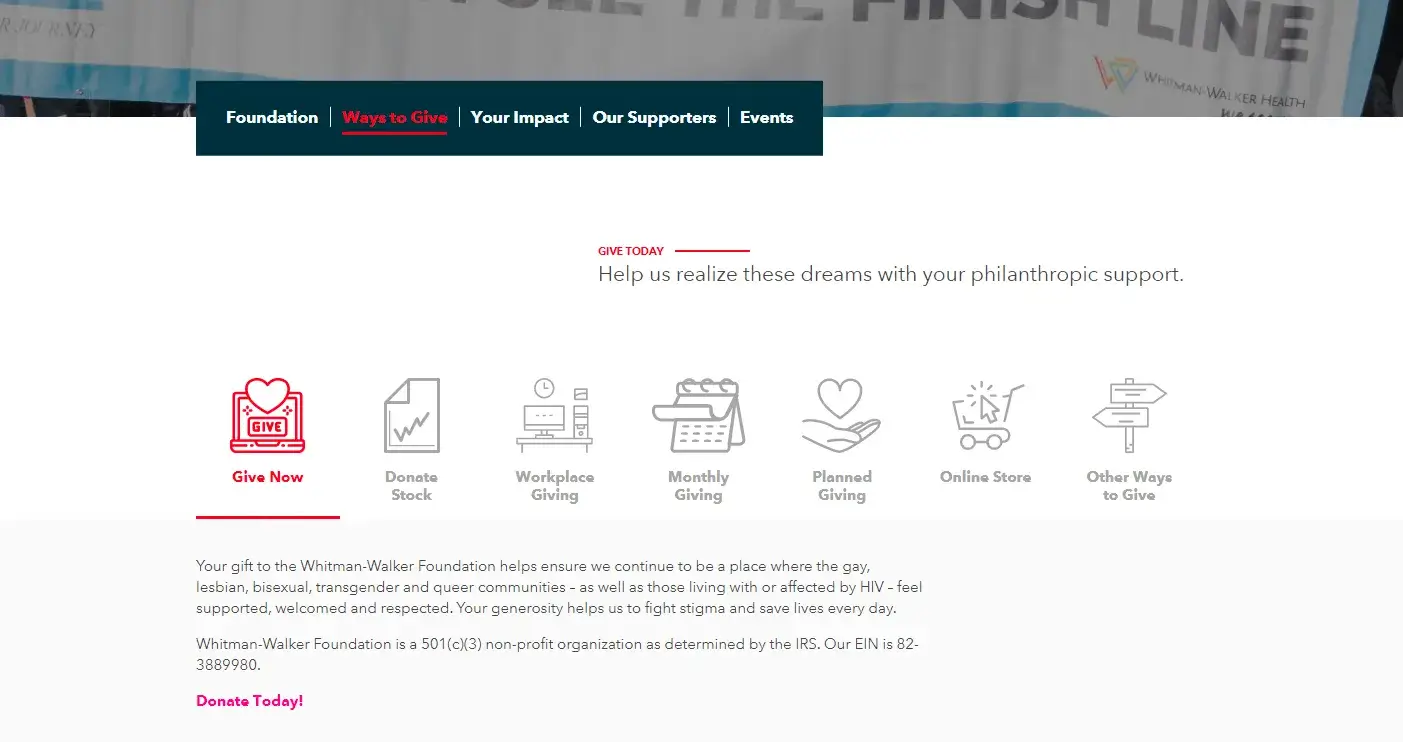 THE FINISH LINE
R JOURNEY
WHITMAN-WALKER HEALTH
Foundation
Ways to Give
Your Impact
Our Supporters
Events
GIVE TODAY
Help us realize these dreams with your philanthropic support.
GIVE
Give Now
Donate
Stock
Workplace
Giving
Monthly
Giving
Planned
Giving
Online Store
Other Ways
to Give
Your gift to the Whitman-Walker Foundation helps ensure we continue to be a place where the gay,
lesbian, bisexual, transgender and queer communities – as well as those living with or affected by HIV – feel
supported, welcomed and respected. Your generosity helps us to fight stigma and save lives every day.
Whitman-Walker Foundation is a 501(c)(3) non-profit organization as determined by the IRS. Our EIN is 82-
3889980.
Donate Today!